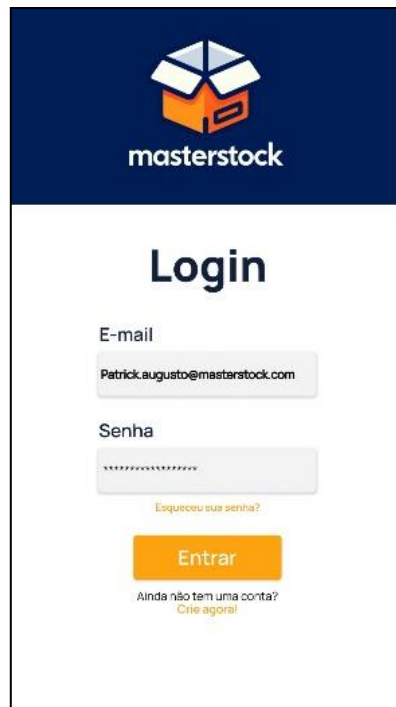 masterstock
Login
E-mail
Patrick.augusto@masterstock.com
Senha
******************
Esqueceu sua senha?
Entrar
Ainda não tem uma conta?
Crie agora!